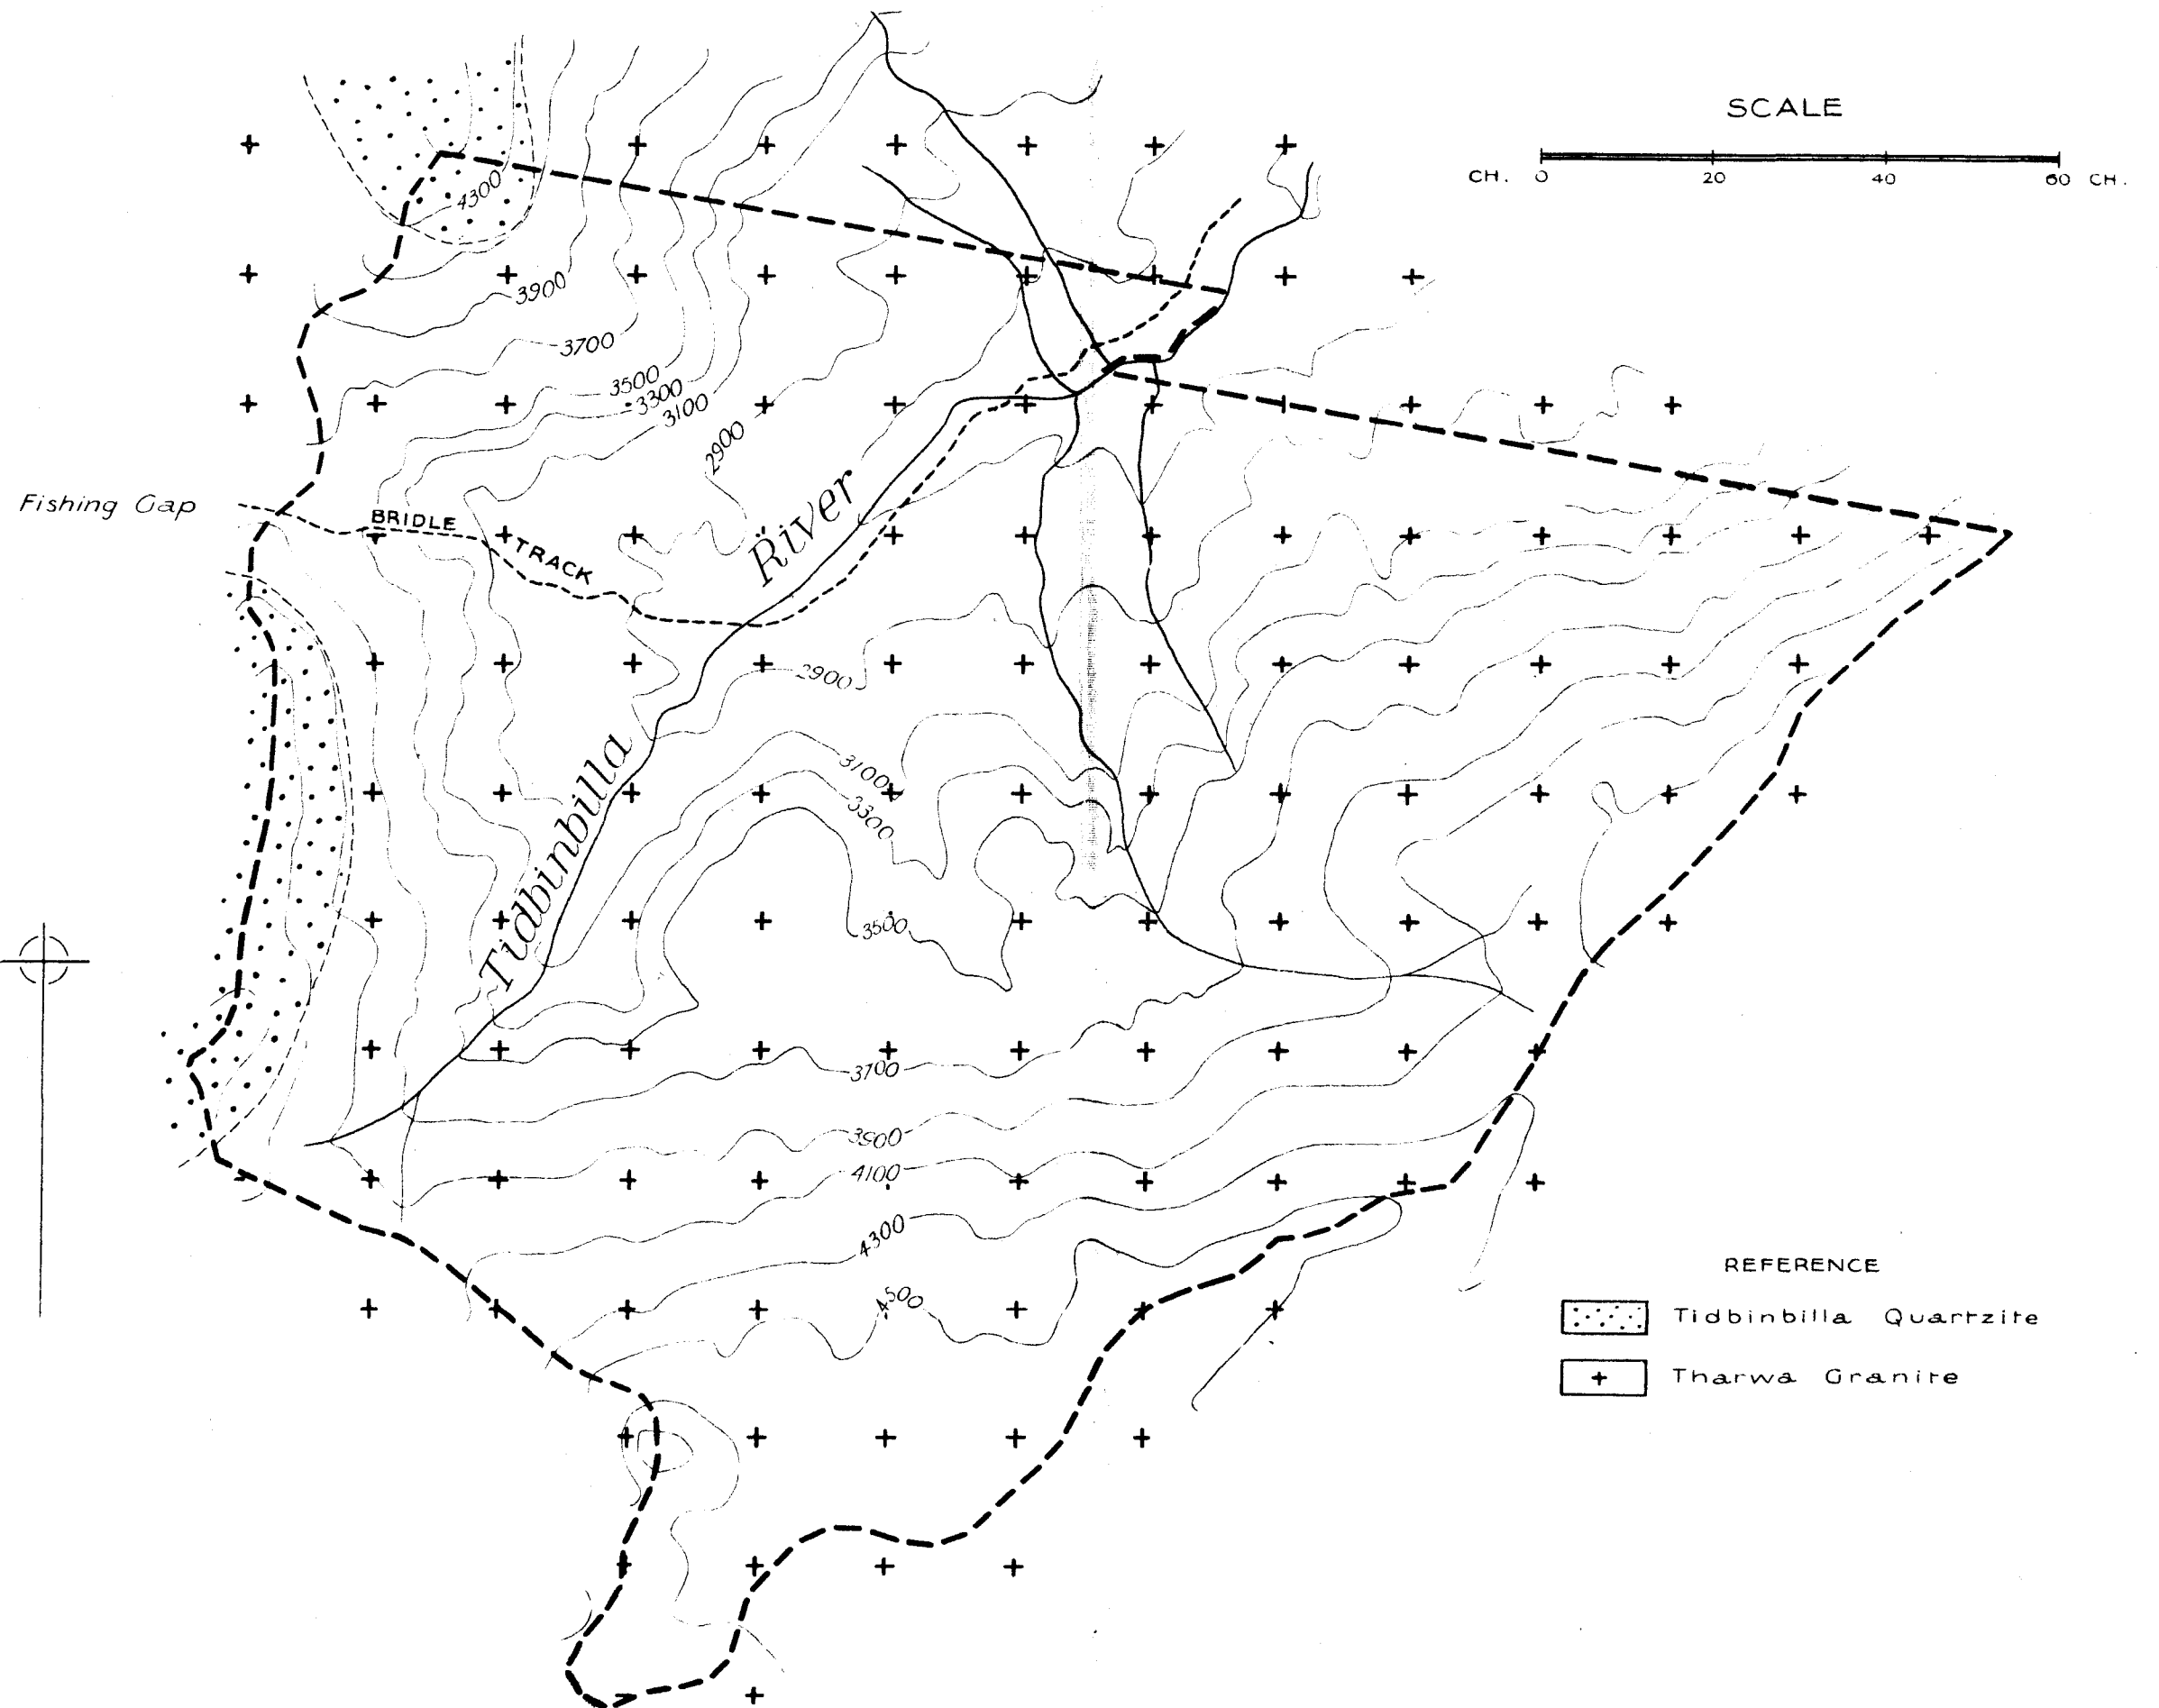 SCALE
CH. 0 20 40 60 CH.
4300
3900
3700
3500
3300
3100
2900
Fishing Gap
BRIDLE
TRACK
River
2900
Tidbinbilla
3100
3300
3500
3700
3900
4100
4300
4500
REFERENCE
Tidbinbilla Quartzite
Tharwa Granite